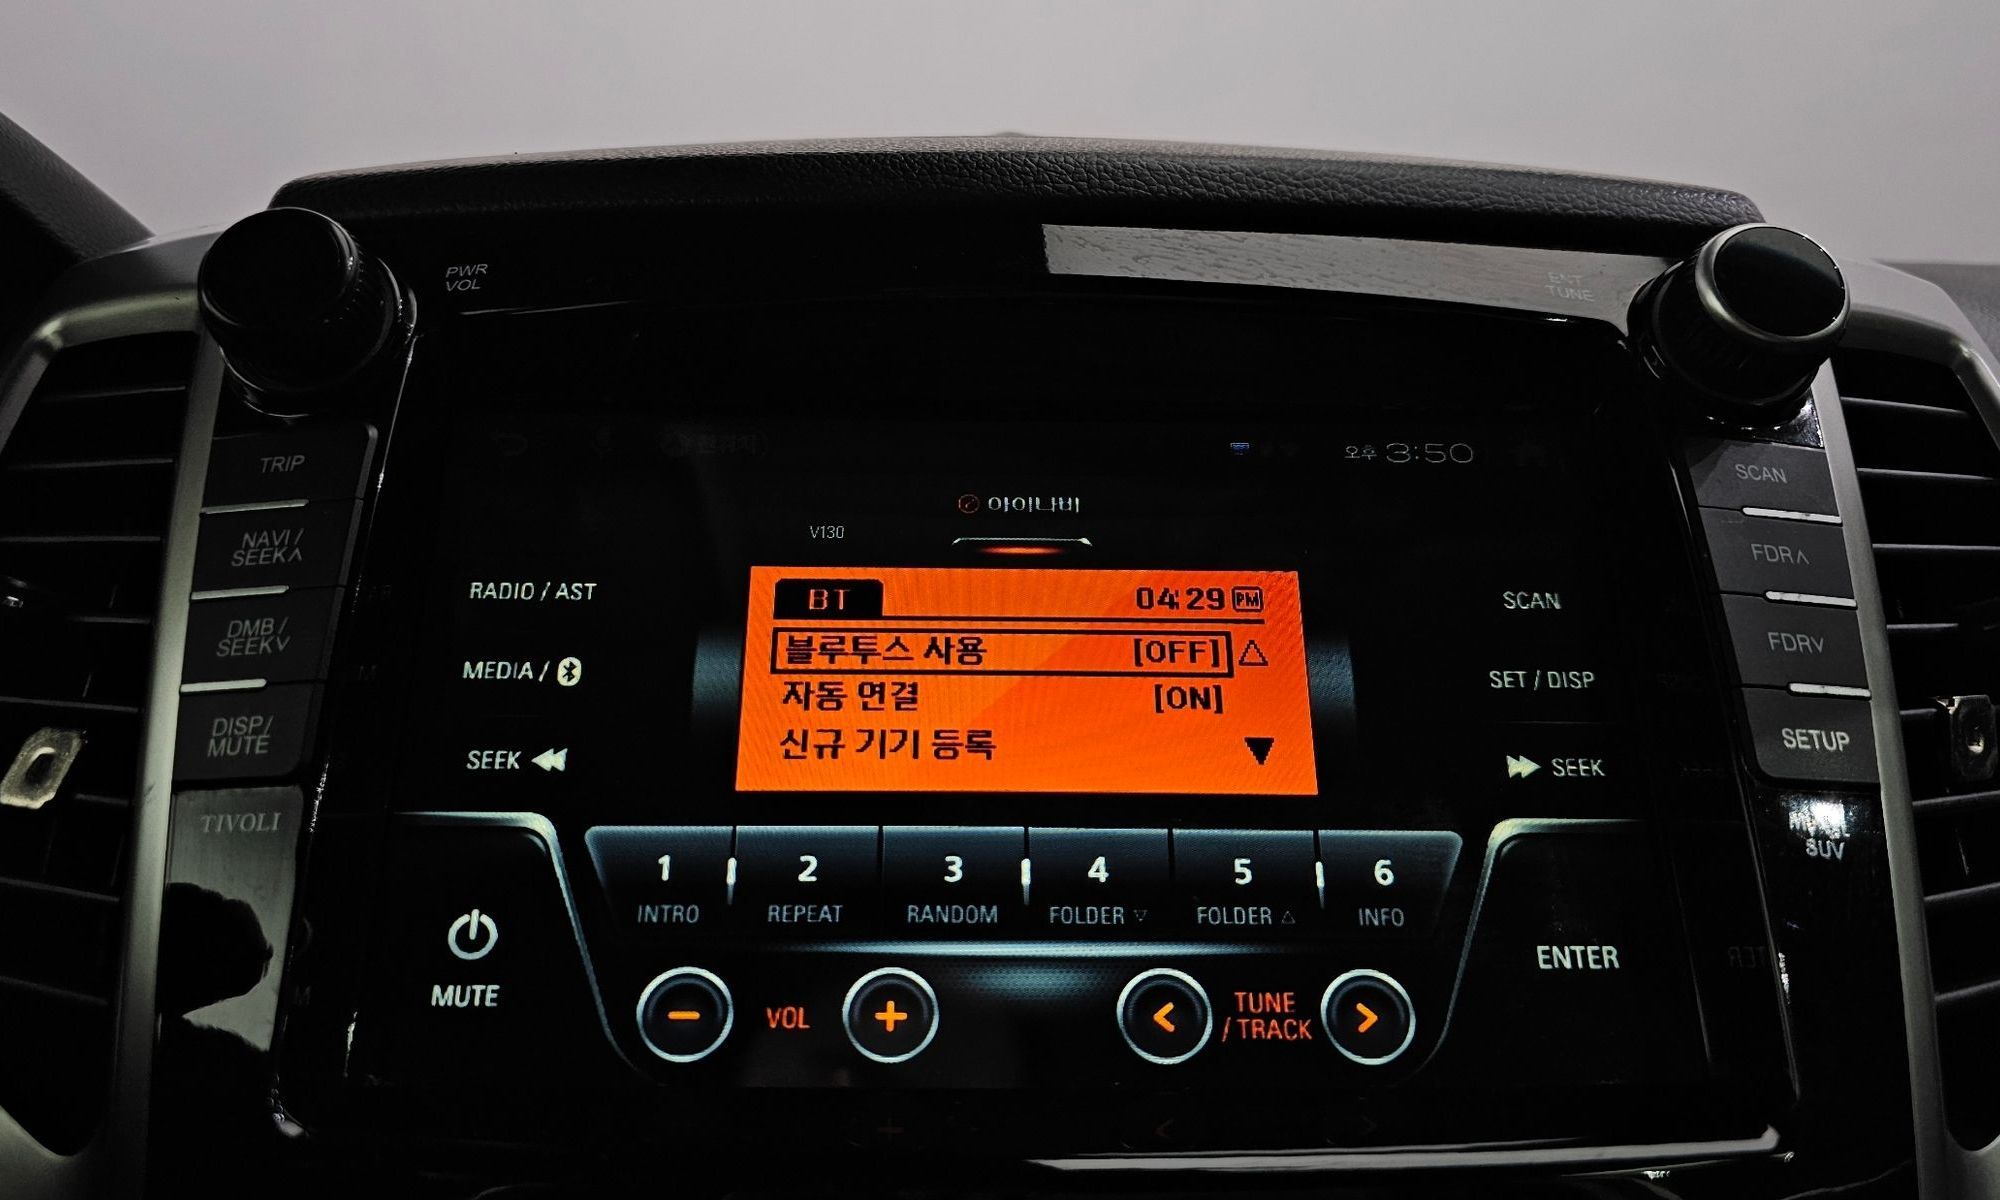 PWR
VOL
ENT
TUNE
TRIP
NAVI /
SEEK∧
DMB /
SEEK∨
DISP/
MUTE
TIVOLI
오후 3:50
아이나비
V130
RADIO / AST
MEDIA /
SEEK
BT
04:29 PM
블루투스 사용 [OFF]
자동 연결 [ON]
신규 기기 등록
SCAN
SET / DISP
SEEK
1
INTRO
2
REPEAT
3
RANDOM
4
FOLDER ▽
5
FOLDER △
6
INFO
MUTE
− VOL +
< TUNE
/ TRACK >
ENTER
SCAN
FDR∧
FDR∨
SETUP
SUV